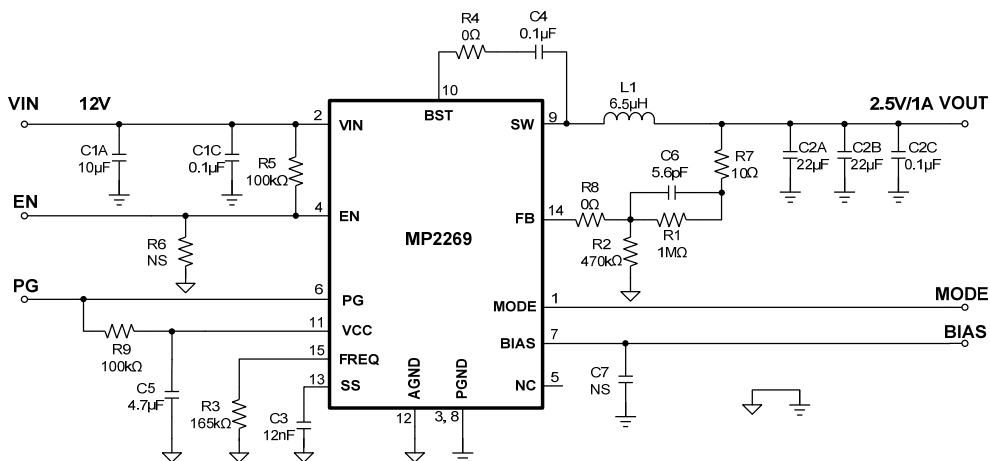 R4
0Ω
C4
0.1µF
VIN
12V
10
BST
L1
6.5µH
2.5V/1A VOUT
2
VIN
SW
9
C1A
10µF
C1C
0.1µF
R5
100kΩ
C6
5.6pF
R7
10Ω
C2A
22µF
C2B
22µF
C2C
0.1µF
EN
4
EN
R8
0Ω
FB
14
MP2269
R6
NS
R2
470kΩ
R1
1MΩ
PG
6
PG
MODE
1
MODE
11
VCC
BIAS
7
BIAS
R9
100kΩ
15
FREQ
C5
4.7µF
R3
165kΩ
13
SS
C3
12nF
AGND
PGND
NC
5
C7
NS
12
3, 8